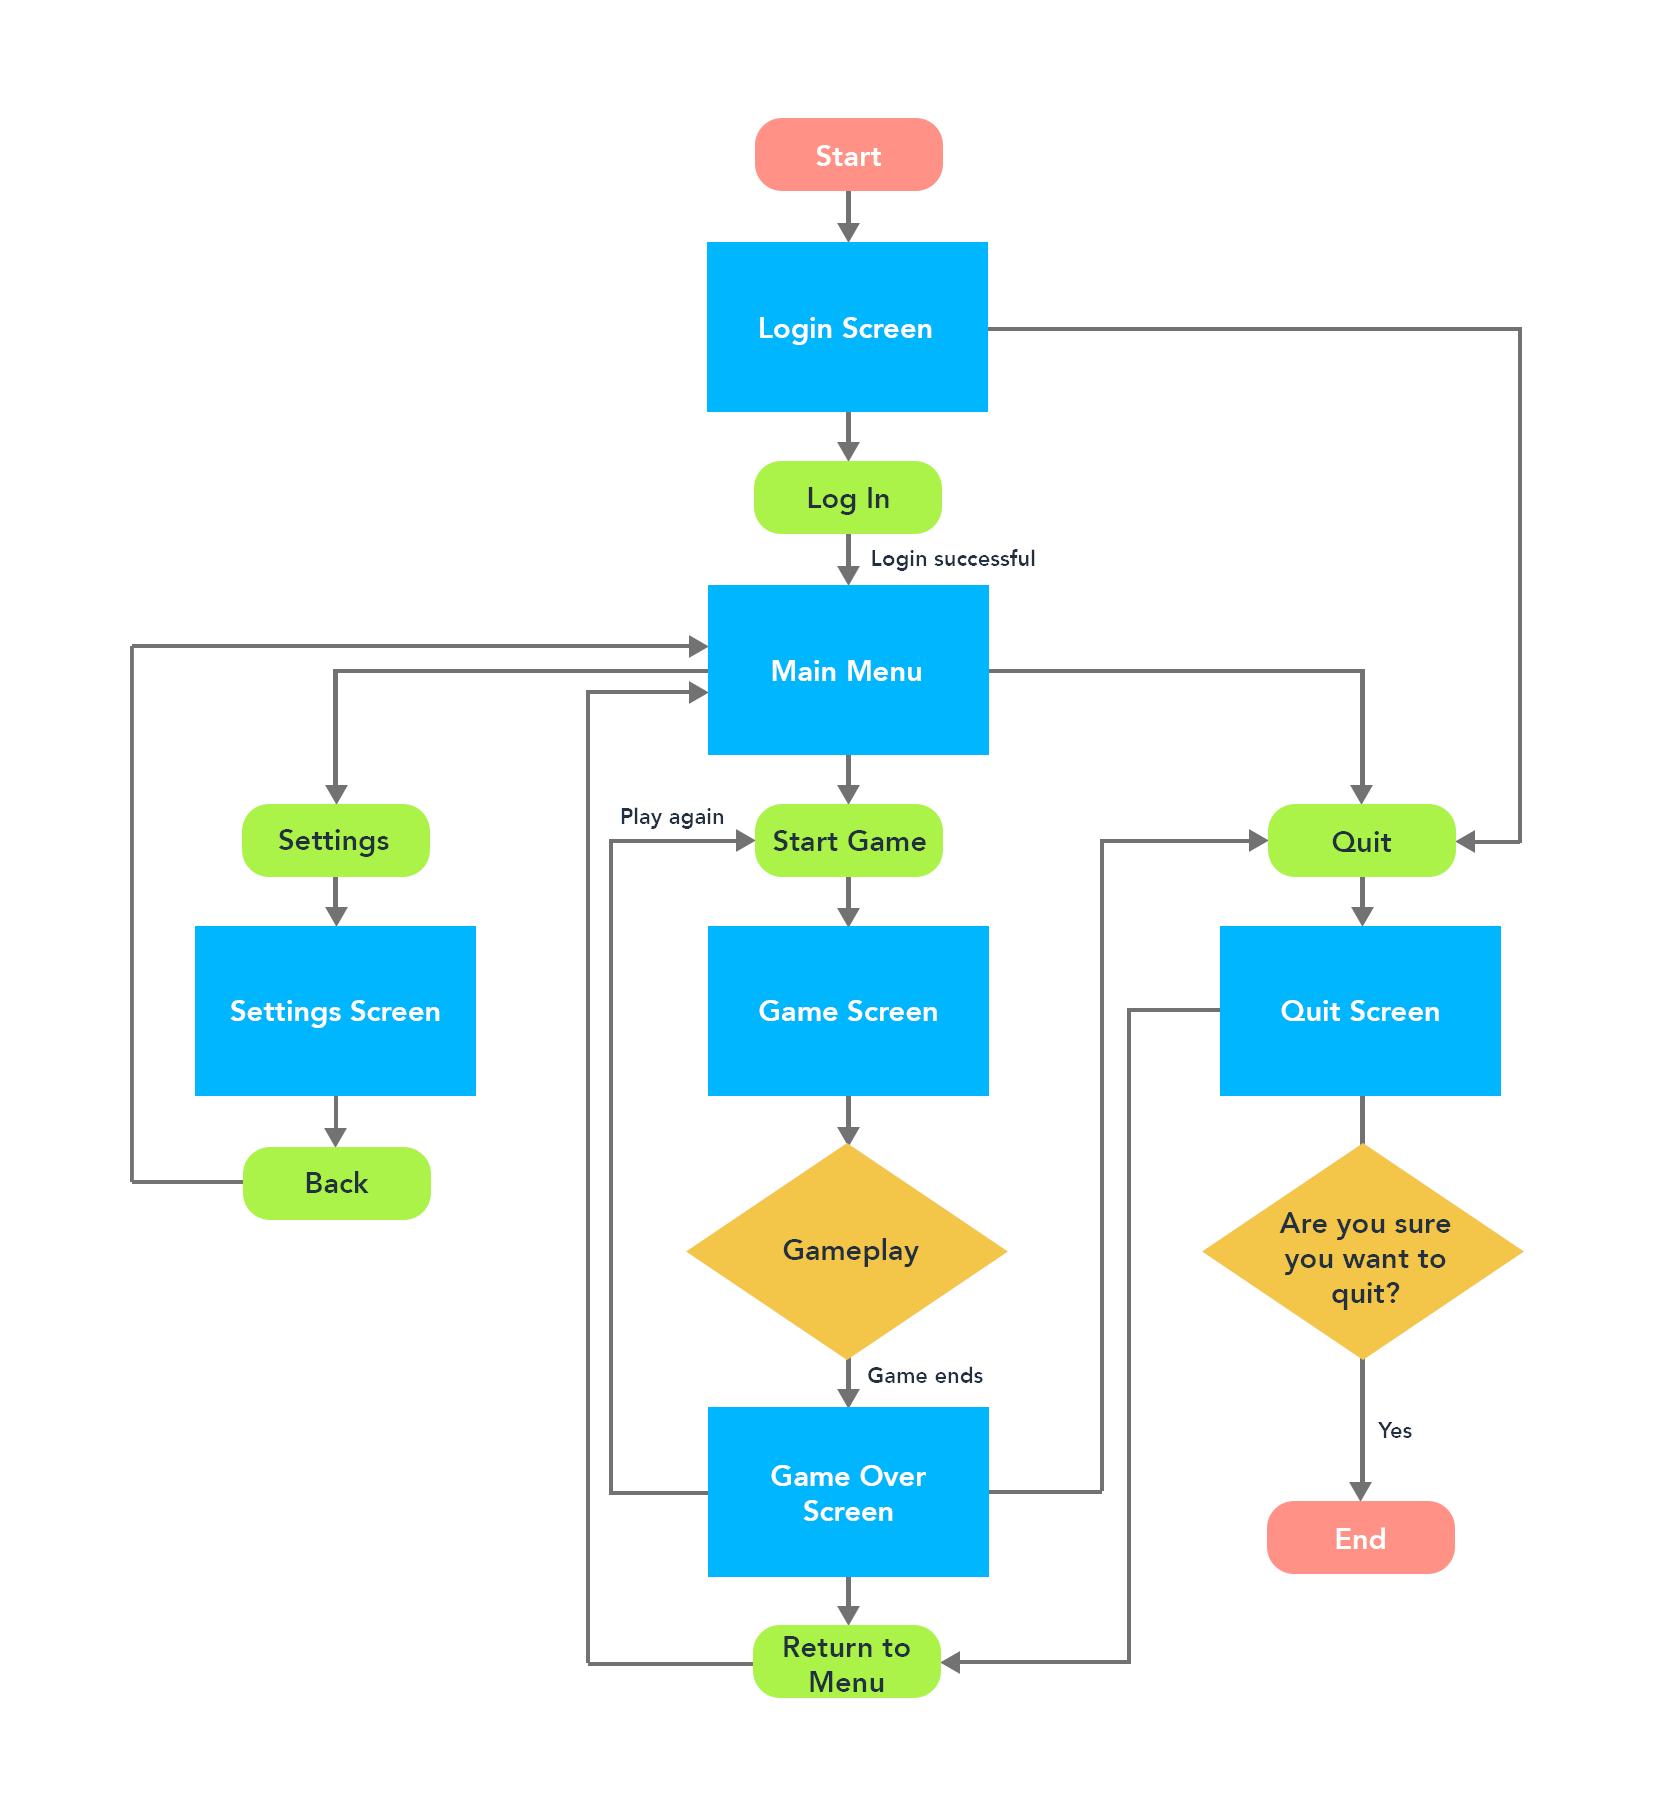 Start
Login Screen
Log In
Login successful
Main Menu
Play again
Settings
Start Game
Quit
Settings Screen
Game Screen
Quit Screen
Back
Gameplay
Are you sure
you want to
quit?
Game ends
Yes
Game Over
Screen
End
Return to
Menu